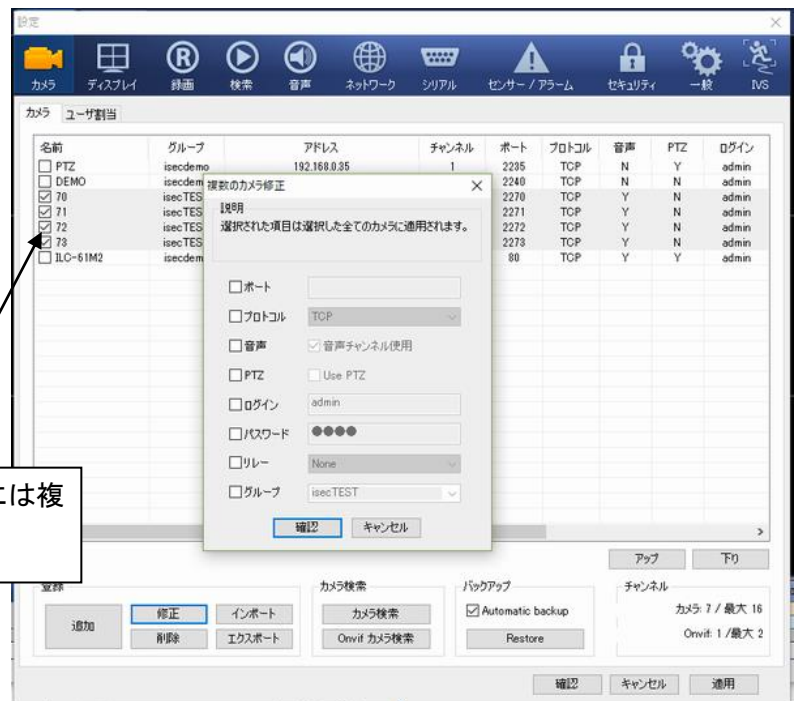 設定
カメラ ディスプレイ 録画 検索 音声 ネットワーク シリアル センサー / アラーム セキュリティ 一般 IVS
カメラ ユーザ割当
名前 グループ アドレス チャンネル ポート プロトコル 音声 PTZ ログイン
PTZ isecdemo 192.168.0.35 1 2235 TCP N Y admin
DEMO isecdem 2240 TCP N N admin
70 isecTES 2270 TCP Y N admin
71 isecTES 2271 TCP Y N admin
72 isecTES 2272 TCP Y N admin
73 isecTES 2273 TCP Y N admin
ILC-61M2 isecdem 80 TCP Y Y admin
複数のカメラ修正
説明
選択された項目は選択した全てのカメラに適用されます。
ポート
プロトコル TCP
音声 音声チャンネル使用
PTZ Use PTZ
ログイン admin
パスワード ●●●●
リレー None
グループ isecTEST
確認 キャンセル
には複
アップ 下り
登録 カメラ検索 バックアップ チャンネル
追加 修正 インポート カメラ検索 Automatic backup カメラ: 7 / 最大 16
削除 エクスポート Onvif カメラ検索 Restore Onvif: 1 /最大 2
確認 キャンセル 適用